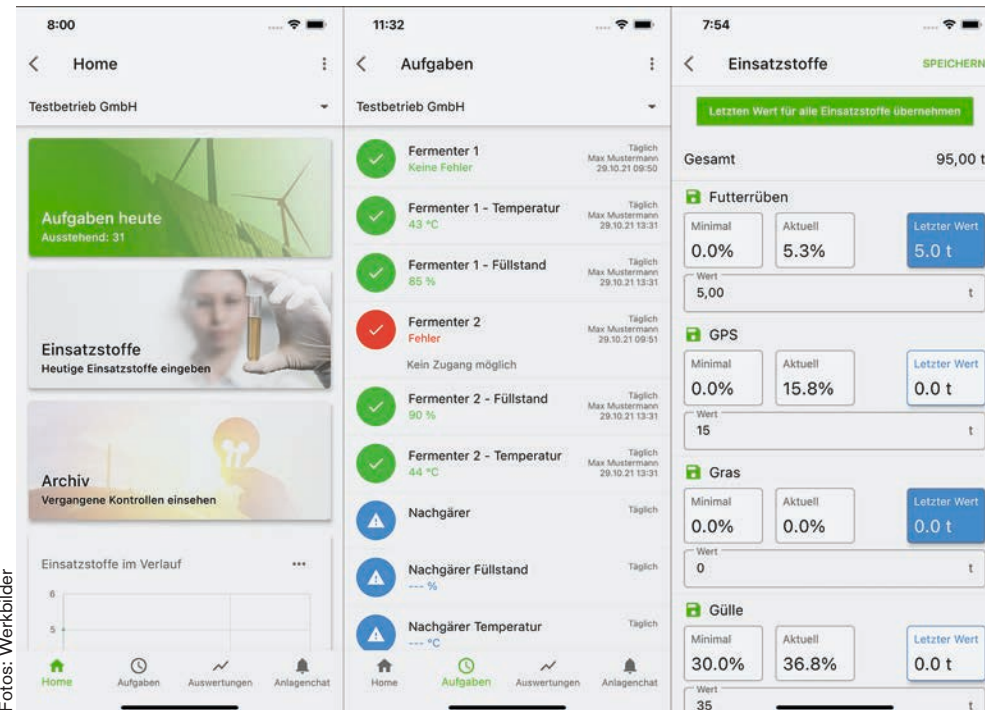 8:00
Home
Testbetrieb GmbH
Aufgaben heute
Ausstehend: 31
Einsatzstoffe
Heutige Einsatzstoffe eingeben
Archiv
Vergangene Kontrollen einsehen
Einsatzstoffe im Verlauf
6
5
Home
Aufgaben
Auswertungen
Anlagenchat
11:32
Aufgaben
Testbetrieb GmbH
Fermenter 1
Keine Fehler
Täglich
Max Mustermann
29.10.21 09:50
Fermenter 1 - Temperatur
43 °C
Täglich
Max Mustermann
29.10.21 13:31
Fermenter 1 - Füllstand
85 %
Täglich
Max Mustermann
29.10.21 13:31
Fermenter 2
Fehler
Täglich
Max Mustermann
29.10.21 09:51
Kein Zugang möglich
Fermenter 2 - Füllstand
90 %
Täglich
Max Mustermann
29.10.21 13:31
Fermenter 2 - Temperatur
44 °C
Täglich
Max Mustermann
29.10.21 13:31
Nachgärer
Täglich
Nachgärer Füllstand
--- %
Täglich
Nachgärer Temperatur
--- °C
Täglich
Home
Aufgaben
Auswertungen
Anlagenchat
7:54
Einsatzstoffe
SPEICHERN
Letzten Wert für alle Einsatzstoffe übernehmen
Gesamt
95,00 t
Futterrüben
Minimal
0.0%
Aktuell
5.3%
Letzter Wert
5.0 t
Wert
5,00
t
GPS
Minimal
0.0%
Aktuell
15.8%
Letzter Wert
0.0 t
Wert
15
t
Gras
Minimal
0.0%
Aktuell
0.0%
Letzter Wert
0.0 t
Wert
0
t
Gülle
Minimal
30.0%
Aktuell
36.8%
Letzter Wert
0.0 t
Wert
35
t
Fotos: Werkbilder